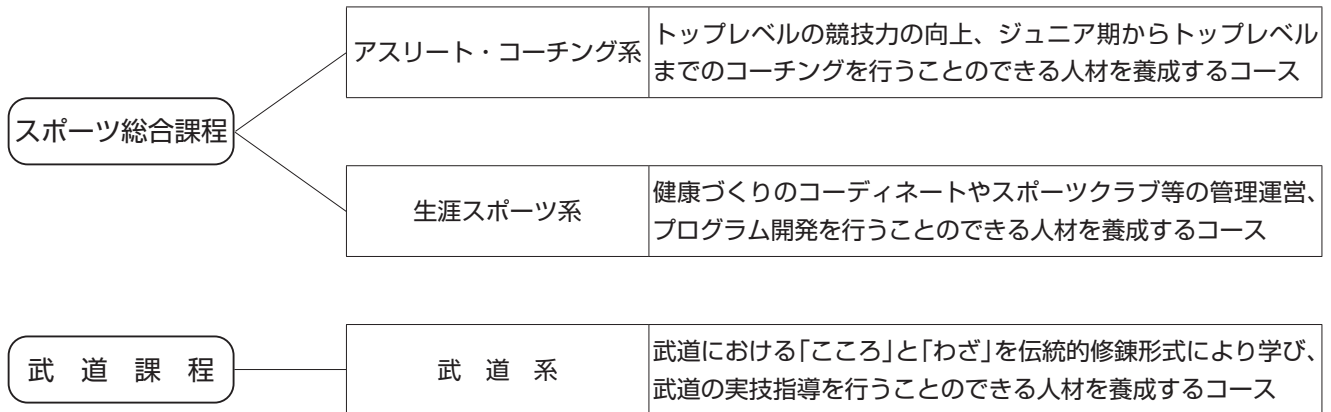 スポーツ総合課程
アスリート・コーチング系
トップレベルの競技力の向上、ジュニア期からトップレベル
までのコーチングを行うことのできる人材を養成するコース
生涯スポーツ系
健康づくりのコーディネートやスポーツクラブ等の管理運営、
プログラム開発を行うことのできる人材を養成するコース
武　道　課　程
武　道　系
武道における「こころ」と「わざ」を伝統的修錬形式により学び、
武道の実技指導を行うことのできる人材を養成するコース